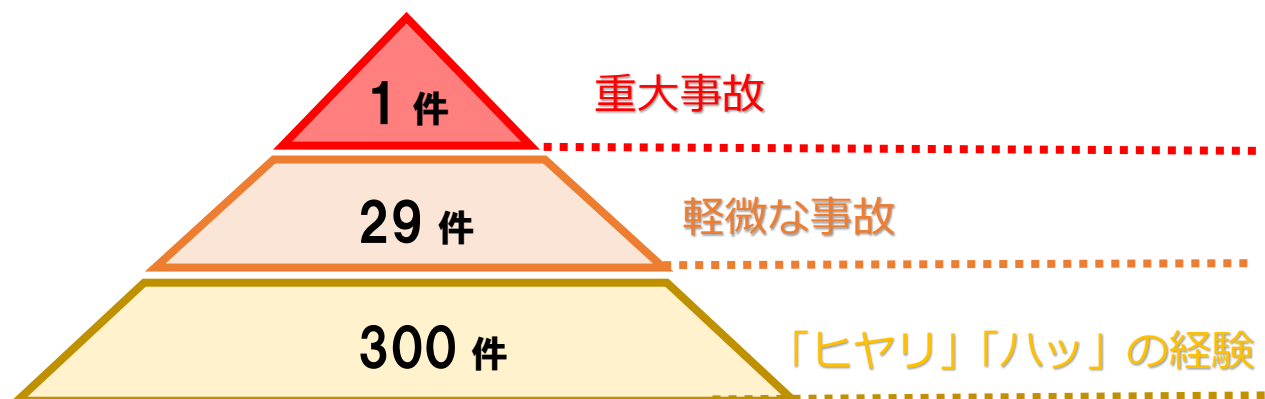 1 件
重大事故
29 件
軽微な事故
300 件
「ヒヤリ」「ハッ」の経験